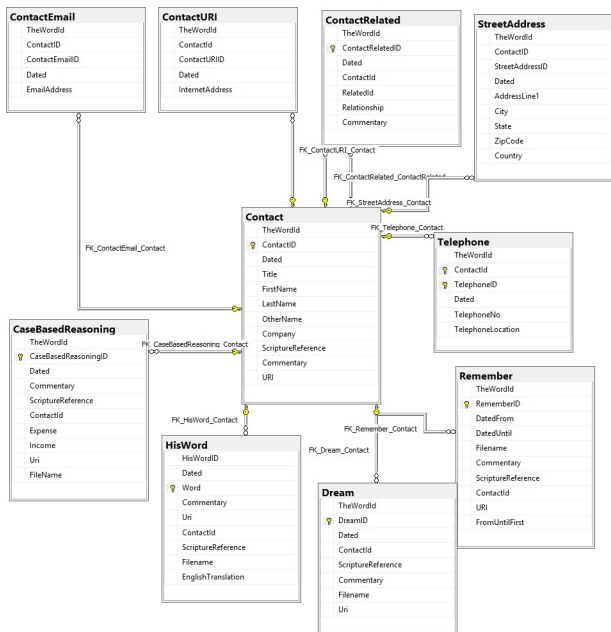 ContactEmail
TheWordId
ContactID
ContactEmailID
Dated
EmailAddress
ContactURI
TheWordId
ContactId
ContactURIID
Dated
InternetAddress
ContactRelated
TheWordId
ContactRelatedID
Dated
ContactId
RelatedId
Relationship
Commentary
StreetAddress
TheWordId
ContactID
StreetAddressID
Dated
AddressLine1
City
State
ZipCode
Country
FK_ContactURI_Contact
FK_ContactRelated_ContactRelated
FK_StreetAddress_Contact
FK_Telephone_Contact
FK_ContactEmail_Contact
Contact
TheWordId
ContactID
Dated
Title
FirstName
LastName
OtherName
Company
ScriptureReference
Commentary
URI
Telephone
TheWordId
ContactId
TelephoneID
Dated
TelephoneNo
TelephoneLocation
CaseBasedReasoning
TheWordId
CaseBasedReasoningID
Dated
Commentary
ScriptureReference
ContactId
Expense
Income
Uri
FileName
FK_CaseBasedReasoning_Contact
FK_HisWord_Contact
FK_Remember_Contact
FK_Dream_Contact
HisWord
HisWordID
Dated
Word
Commentary
Uri
ContactId
ScriptureReference
Filename
EnglishTranslation
Dream
TheWordId
DreamID
Dated
ContactId
ScriptureReference
Commentary
Filename
Uri
Remember
TheWordId
RememberID
DatedFrom
DatedUntil
Filename
Commentary
ScriptureReference
ContactId
URI
FromUntilFirst